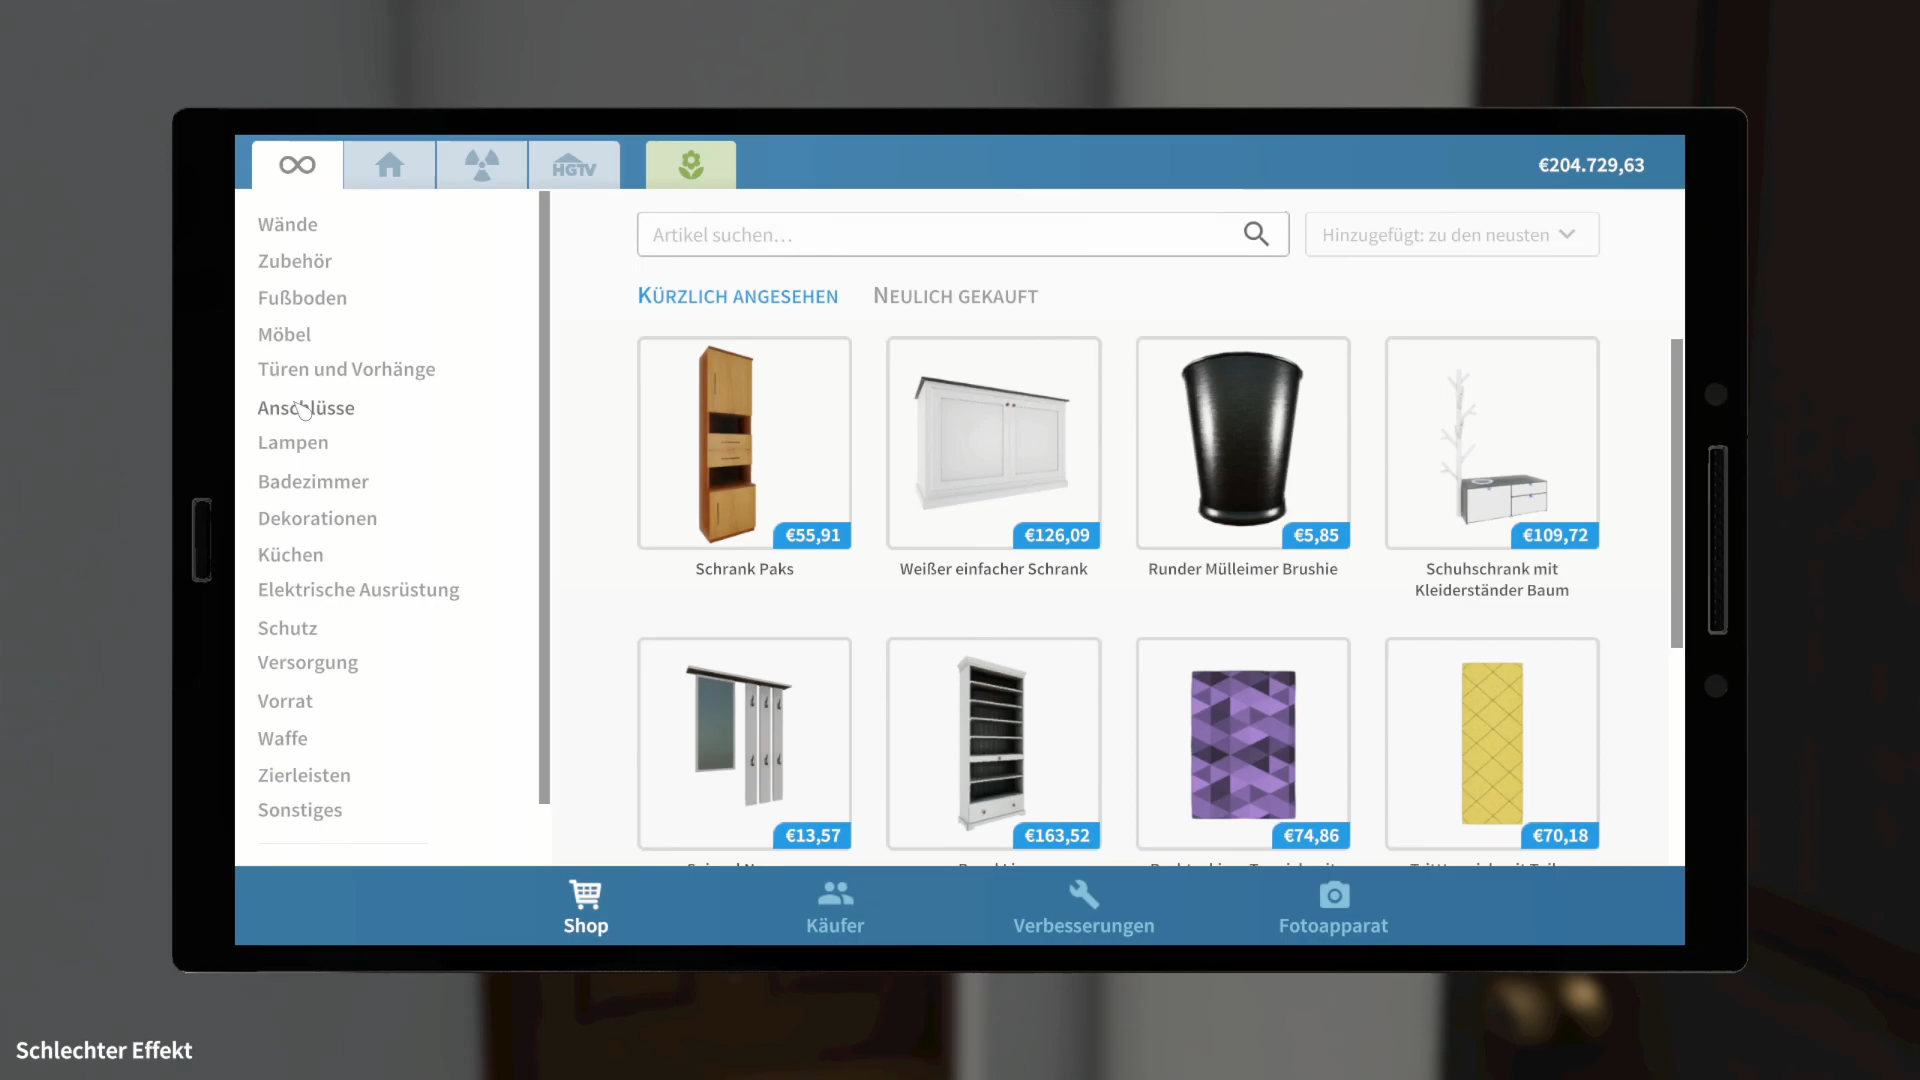 HGTV
€204.729,63
Wände
Zubehör
Fußboden
Möbel
Türen und Vorhänge
Anschlüsse
Lampen
Badezimmer
Dekorationen
Küchen
Elektrische Ausrüstung
Schutz
Versorgung
Vorrat
Waffe
Zierleisten
Sonstiges
Artikel suchen...
Hinzugefügt: zu den neusten
KÜRZLICH ANGESEHEN
NEULICH GEKAUFT
€55,91
€126,09
€5,85
€109,72
Schrank Paks
Weißer einfacher Schrank
Runder Mülleimer Brushie
Schuhschrank mit
Kleiderständer Baum
€13,57
€163,52
€74,86
€70,18
Shop
Käufer
Verbesserungen
Fotoapparat
Schlechter Effekt